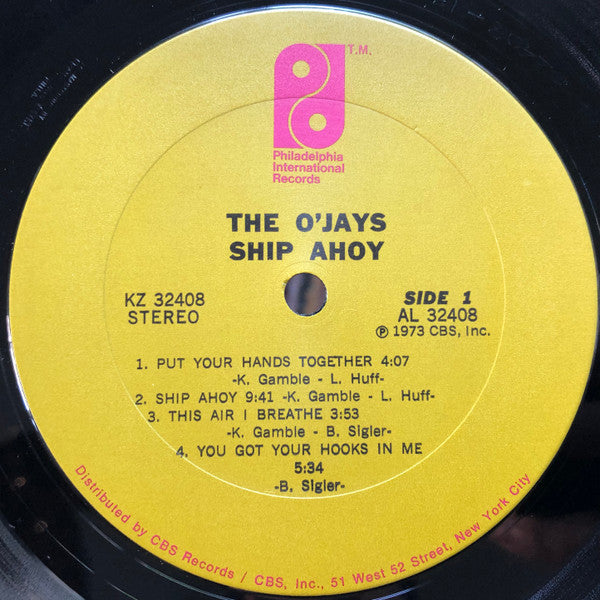 T.M.
Philadelphia
International
Records
THE O'JAYS
SHIP AHOY
KZ 32408
STEREO
SIDE 1
AL 32408
℗ 1973 CBS, Inc.
1. PUT YOUR HANDS TOGETHER 4:07
-K. Gamble - L. Huff-
2. SHIP AHOY 9:41 -K. Gamble - L. Huff-
3. THIS AIR I BREATHE 3:53
-K. Gamble - B. Sigler-
4. YOU GOT YOUR HOOKS IN ME
5:34
-B. Sigler-
Distributed by CBS Records / CBS, Inc., 51 West 52 Street, New York City